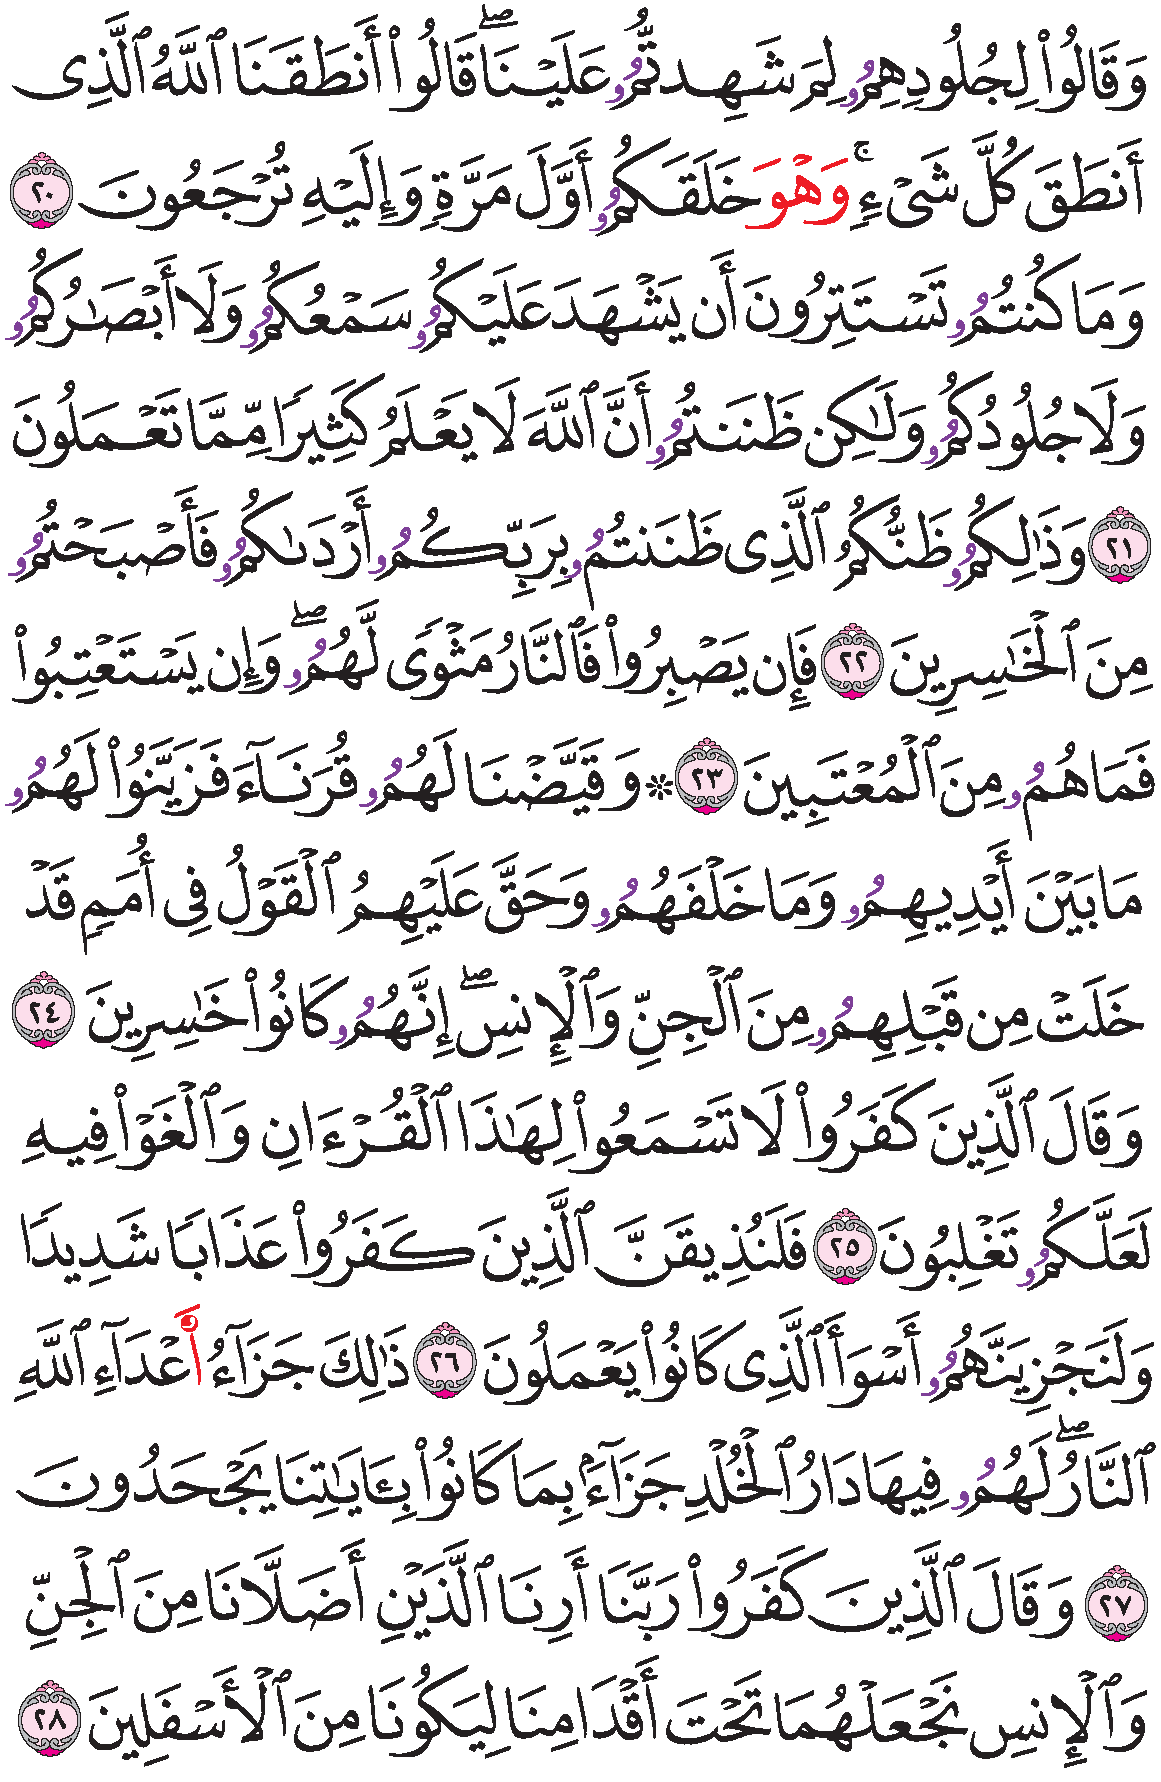 وَقَالُواْ لِجُلُودِهِمُۥ لِمَ شَهِدتُّمُۥ عَلَيْنَاۖ قَالُواْ أَنطَقَنَا ٱللَّهُ ٱلَّذِى
أَنطَقَ كُلَّ شَىْءٍۚ وَهْوَ خَلَقَكُمُۥ أَوَّلَ مَرَّةٍ وَإِلَيْهِ تُرْجَعُونَ ٢٠
وَمَا كُنتُمُۥ تَسْتَتِرُونَ أَن يَشْهَدَ عَلَيْكُمُۥ سَمْعُكُمُۥ وَلَا أَبْصَٰرُكُمُۥ
وَلَا جُلُودُكُمُۥ وَلَٰكِن ظَنَنتُمُۥ أَنَّ ٱللَّهَ لَا يَعْلَمُ كَثِيرًا مِّمَّا تَعْمَلُونَ
٢١ وَذَٰلِكُمُۥ ظَنُّكُمُ ٱلَّذِى ظَنَنتُمُۥ بِرَبِّكُمُۥ أَرْدَىٰكُمُۥ فَأَصْبَحْتُمُۥ
مِنَ ٱلْخَٰسِرِينَ ٢٢ فَإِن يَصْبِرُواْ فَٱلنَّارُ مَثْوًى لَّهُمُۥۖ وَإِن يَسْتَعْتِبُواْ
فَمَا هُمُۥ مِنَ ٱلْمُعْتَبِينَ ٢٣ ۞ وَقَيَّضْنَا لَهُمُۥ قُرَنَآءَ فَزَيَّنُواْ لَهُمُۥ
مَا بَيْنَ أَيْدِيهِمُۥ وَمَا خَلْفَهُمُۥ وَحَقَّ عَلَيْهِمُ ٱلْقَوْلُ فِى أُمَمٍ قَدْ
خَلَتْ مِن قَبْلِهِمُۥ مِنَ ٱلْجِنِّ وَٱلْإِنسِۖ إِنَّهُمُۥ كَانُواْ خَٰسِرِينَ ٢٤
وَقَالَ ٱلَّذِينَ كَفَرُواْ لَا تَسْمَعُواْ لِهَٰذَا ٱلْقُرْءَانِ وَٱلْغَوْاْ فِيهِ
لَعَلَّكُمُۥ تَغْلِبُونَ ٢٥ فَلَنُذِيقَنَّ ٱلَّذِينَ كَفَرُواْ عَذَابًا شَدِيدًا
وَلَنَجْزِيَنَّهُمُۥ أَسْوَأَ ٱلَّذِى كَانُواْ يَعْمَلُونَ ٢٦ ذَٰلِكَ جَزَآءُ اَ۬عْدَآءِ ٱللَّهِ
ٱلنَّارُۖ لَهُمُۥ فِيهَا دَارُ ٱلْخُلْدِ جَزَآءَۢ بِمَا كَانُواْ بِـَٔايَٰتِنَا يَجْحَدُونَ
٢٧ وَقَالَ ٱلَّذِينَ كَفَرُواْ رَبَّنَا أَرِنَا ٱلَّذَيْنِ أَضَلَّانَا مِنَ ٱلْجِنِّ
وَٱلْإِنسِ نَجْعَلْهُمَا تَحْتَ أَقْدَامِنَا لِيَكُونَا مِنَ ٱلْأَسْفَلِينَ ٢٨